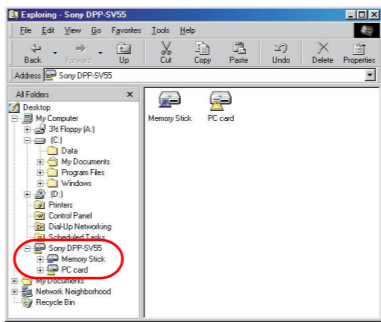 Exploring - Sony DPP-SV55
File Edit View Go Favorites Tools Help
Back Forward Up Cut Copy Paste Undo Delete Properties
Address Sony DPP-SV55
All Folders x
Desktop
My Computer
3½ Floppy (A:)
(C:)
Data
My Documents
Program Files
Windows
(D:)
Printers
Control Panel
Dial-Up Networking
Scheduled Tasks
Sony DPP-SV55
Memory Stick
PC card
My Documents
Network Neighborhood
Recycle Bin
Memory Stick PC card